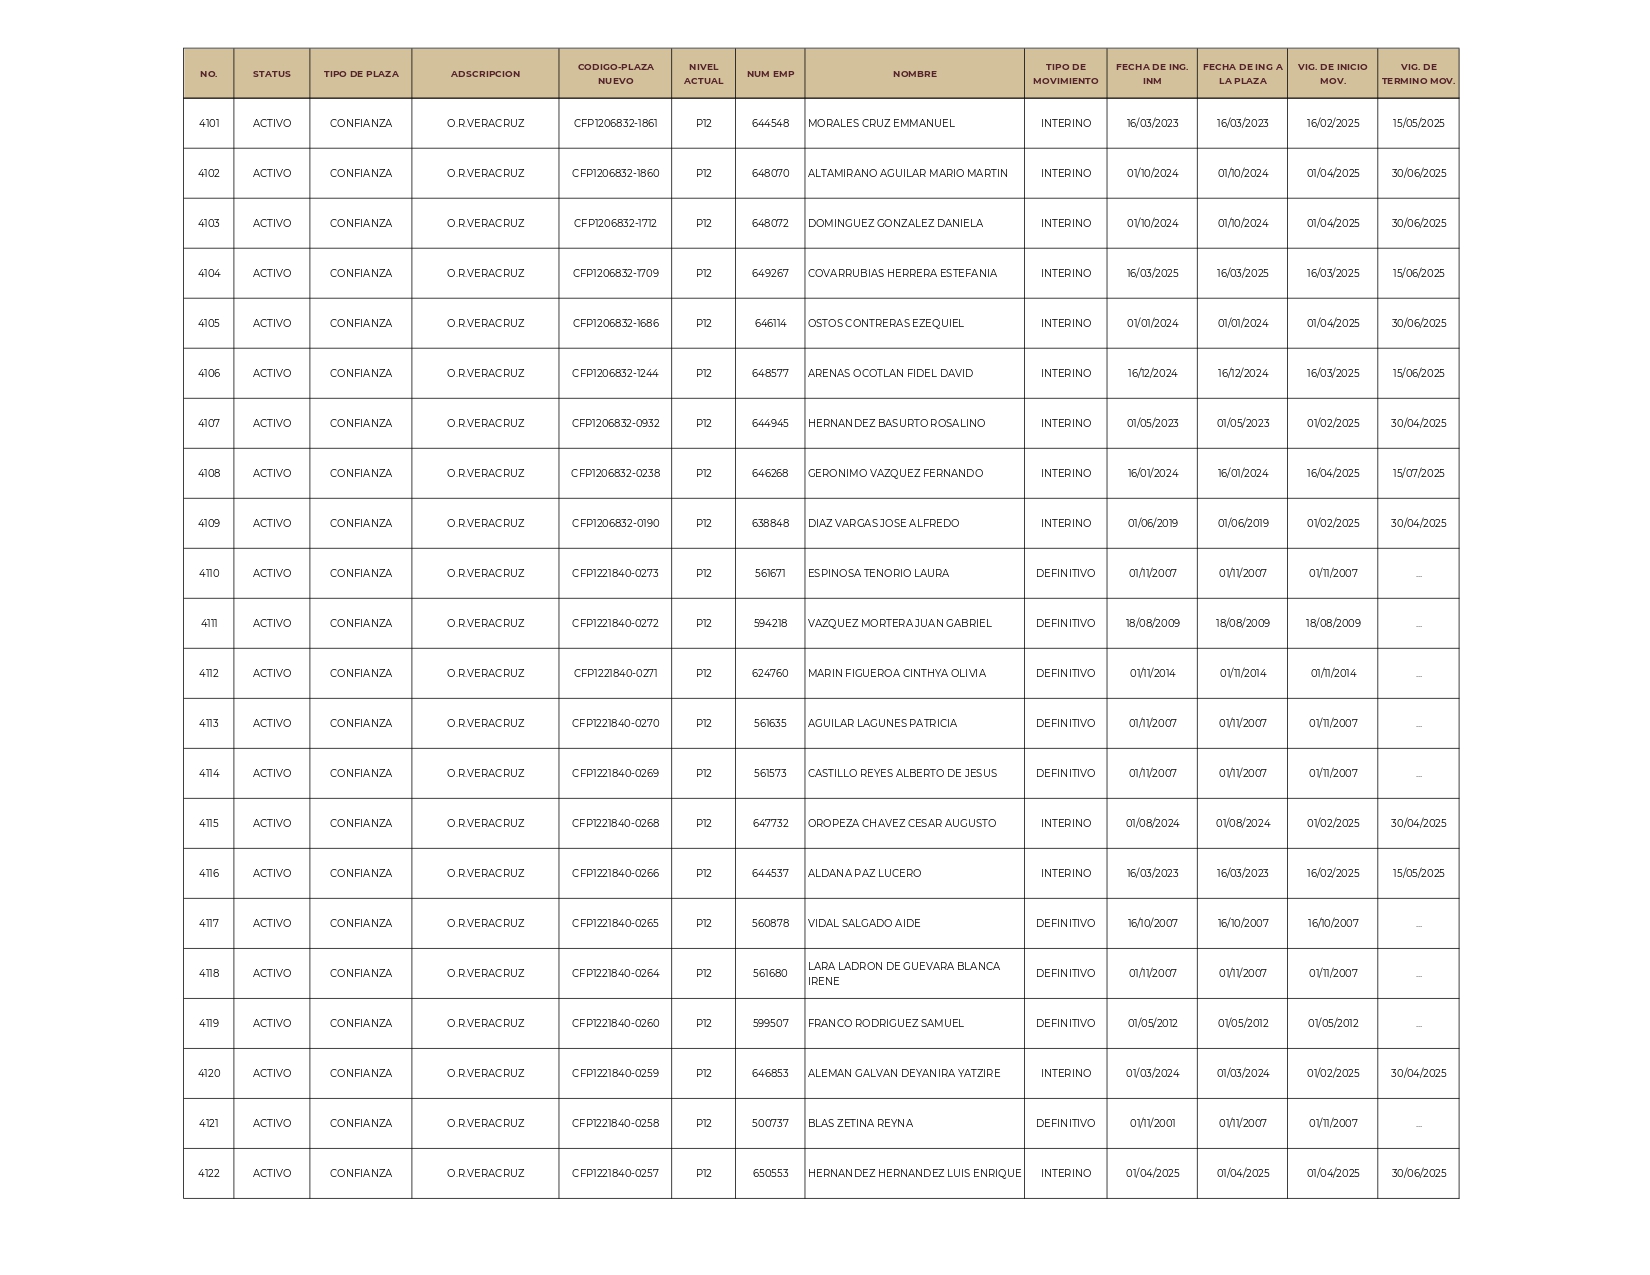 NO. STATUS TIPO DE PLAZA ADSCRIPCION CODIGO-PLAZA NUEVO NIVEL ACTUAL NUM EMP NOMBRE TIPO DE MOVIMIENTO FECHA DE ING. INM FECHA DE ING A LA PLAZA VIG. DE INICIO MOV. VIG. DE TERMINO MOV.
4101 ACTIVO CONFIANZA O.R.VERACRUZ CFP1206832-1861 P12 644548 MORALES CRUZ EMMANUEL INTERINO 16/03/2023 16/03/2023 16/02/2025 15/05/2025
4102 ACTIVO CONFIANZA O.R.VERACRUZ CFP1206832-1860 P12 648070 ALTAMIRANO AGUILAR MARIO MARTIN INTERINO 01/10/2024 01/10/2024 01/04/2025 30/06/2025
4103 ACTIVO CONFIANZA O.R.VERACRUZ CFP1206832-1712 P12 648072 DOMINGUEZ GONZALEZ DANIELA INTERINO 01/10/2024 01/10/2024 01/04/2025 30/06/2025
4104 ACTIVO CONFIANZA O.R.VERACRUZ CFP1206832-1709 P12 649267 COVARRUBIAS HERRERA ESTEFANIA INTERINO 16/03/2025 16/03/2025 16/03/2025 15/06/2025
4105 ACTIVO CONFIANZA O.R.VERACRUZ CFP1206832-1686 P12 646114 OSTOS CONTRERAS EZEQUIEL INTERINO 01/01/2024 01/01/2024 01/04/2025 30/06/2025
4106 ACTIVO CONFIANZA O.R.VERACRUZ CFP1206832-1244 P12 648577 ARENAS OCOTLAN FIDEL DAVID INTERINO 16/12/2024 16/12/2024 16/03/2025 15/06/2025
4107 ACTIVO CONFIANZA O.R.VERACRUZ CFP1206832-0932 P12 644945 HERNANDEZ BASURTO ROSALINO INTERINO 01/05/2023 01/05/2023 01/02/2025 30/04/2025
4108 ACTIVO CONFIANZA O.R.VERACRUZ CFP1206832-0238 P12 646268 GERONIMO VAZQUEZ FERNANDO INTERINO 16/01/2024 16/01/2024 16/04/2025 15/07/2025
4109 ACTIVO CONFIANZA O.R.VERACRUZ CFP1206832-0190 P12 638848 DIAZ VARGAS JOSE ALFREDO INTERINO 01/06/2019 01/06/2019 01/02/2025 30/04/2025
4110 ACTIVO CONFIANZA O.R.VERACRUZ CFP1221840-0273 P12 561671 ESPINOSA TENORIO LAURA DEFINITIVO 01/11/2007 01/11/2007 01/11/2007 ...
4111 ACTIVO CONFIANZA O.R.VERACRUZ CFP1221840-0272 P12 594218 VAZQUEZ MORTERA JUAN GABRIEL DEFINITIVO 18/08/2009 18/08/2009 18/08/2009 ...
4112 ACTIVO CONFIANZA O.R.VERACRUZ CFP1221840-0271 P12 624760 MARIN FIGUEROA CINTHYA OLIVIA DEFINITIVO 01/11/2014 01/11/2014 01/11/2014 ...
4113 ACTIVO CONFIANZA O.R.VERACRUZ CFP1221840-0270 P12 561635 AGUILAR LAGUNES PATRICIA DEFINITIVO 01/11/2007 01/11/2007 01/11/2007 ...
4114 ACTIVO CONFIANZA O.R.VERACRUZ CFP1221840-0269 P12 561573 CASTILLO REYES ALBERTO DE JESUS DEFINITIVO 01/11/2007 01/11/2007 01/11/2007 ...
4115 ACTIVO CONFIANZA O.R.VERACRUZ CFP1221840-0268 P12 647732 OROPEZA CHAVEZ CESAR AUGUSTO INTERINO 01/08/2024 01/08/2024 01/02/2025 30/04/2025
4116 ACTIVO CONFIANZA O.R.VERACRUZ CFP1221840-0266 P12 644537 ALDANA PAZ LUCERO INTERINO 16/03/2023 16/03/2023 16/02/2025 15/05/2025
4117 ACTIVO CONFIANZA O.R.VERACRUZ CFP1221840-0265 P12 560878 VIDAL SALGADO AIDE DEFINITIVO 16/10/2007 16/10/2007 16/10/2007 ...
4118 ACTIVO CONFIANZA O.R.VERACRUZ CFP1221840-0264 P12 561680 LARA LADRON DE GUEVARA BLANCA IRENE DEFINITIVO 01/11/2007 01/11/2007 01/11/2007 ...
4119 ACTIVO CONFIANZA O.R.VERACRUZ CFP1221840-0260 P12 599507 FRANCO RODRIGUEZ SAMUEL DEFINITIVO 01/05/2012 01/05/2012 01/05/2012 ...
4120 ACTIVO CONFIANZA O.R.VERACRUZ CFP1221840-0259 P12 646853 ALEMAN GALVAN DEYANIRA YATZIRE INTERINO 01/03/2024 01/03/2024 01/02/2025 30/04/2025
4121 ACTIVO CONFIANZA O.R.VERACRUZ CFP1221840-0258 P12 500737 BLAS ZETINA REYNA DEFINITIVO 01/11/2001 01/11/2007 01/11/2007 ...
4122 ACTIVO CONFIANZA O.R.VERACRUZ CFP1221840-0257 P12 650553 HERNANDEZ HERNANDEZ LUIS ENRIQUE INTERINO 01/04/2025 01/04/2025 01/04/2025 30/06/2025